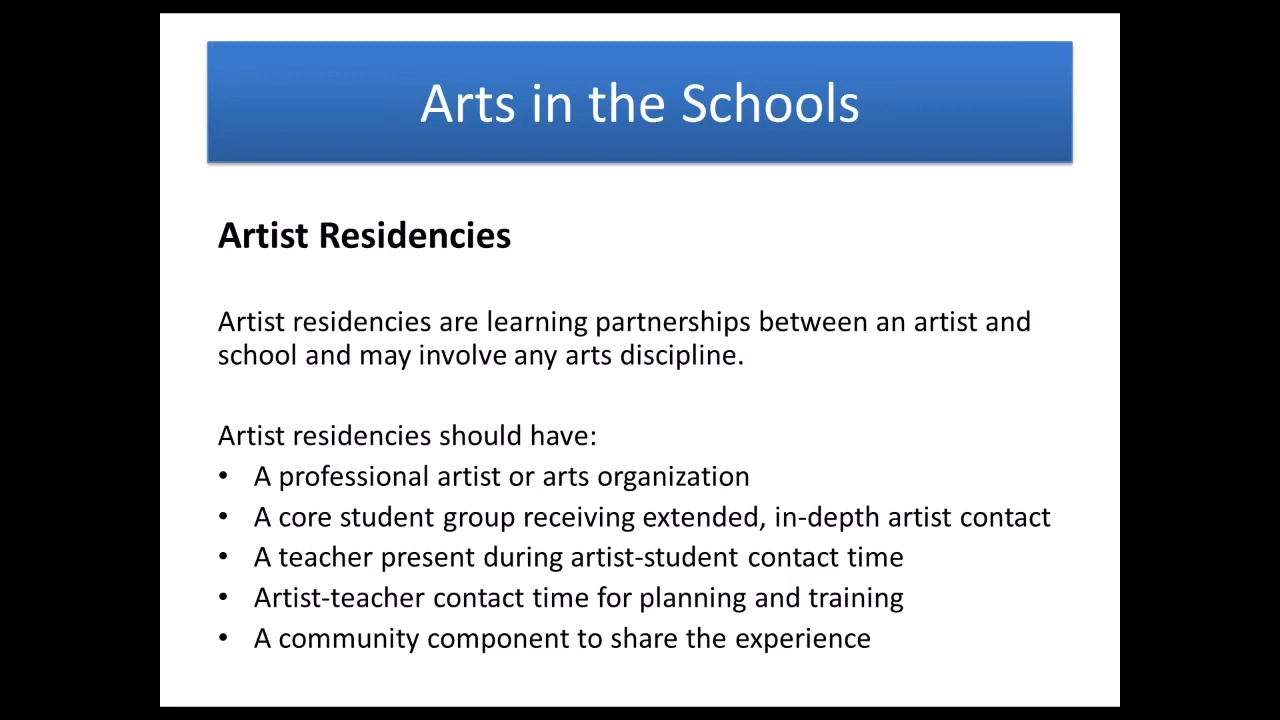 Arts in the Schools
Artist Residencies
Artist residencies are learning partnerships between an artist and
school and may involve any arts discipline.
Artist residencies should have:
• A professional artist or arts organization
• A core student group receiving extended, in-depth artist contact
• A teacher present during artist-student contact time
• Artist-teacher contact time for planning and training
• A community component to share the experience